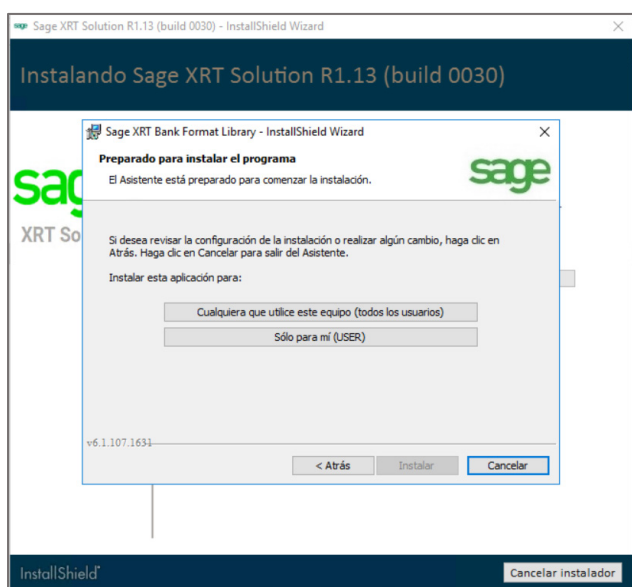 Sage XRT Solution R1.13 (build 0030) - InstallShield Wizard
Instalando Sage XRT Solution R1.13 (build 0030)
Sage XRT Bank Format Library - InstallShield Wizard
Preparado para instalar el programa
El Asistente está preparado para comenzar la instalación.
sage
XRT So
Si desea revisar la configuración de la instalación o realizar algún cambio, haga clic en
Atrás. Haga clic en Cancelar para salir del Asistente.
Instalar esta aplicación para:
Cualquiera que utilice este equipo (todos los usuarios)
Sólo para mí (USER)
v6.1.107.1631
< Atrás Instalar Cancelar
InstallShield Cancelar instalador